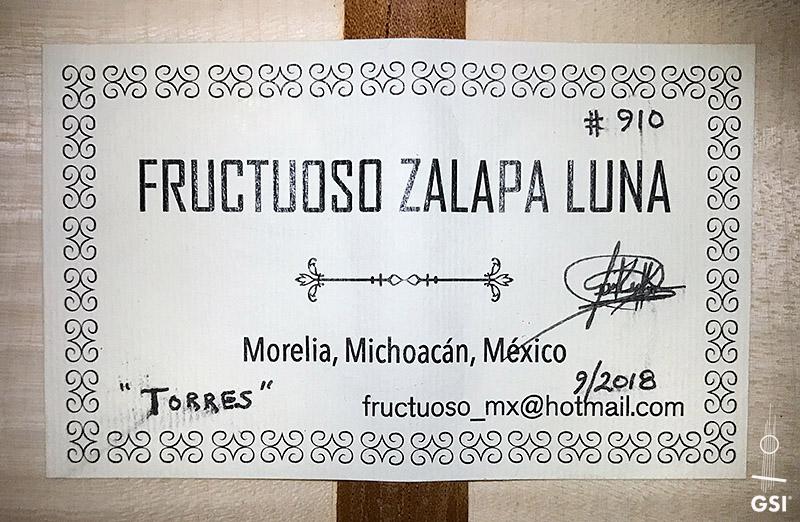 # 910
FRUCTUOSO ZALAPA LUNA
Morelia, Michoacán, México
9/2018
"TORRES"
fructuoso_mx@hotmail.com
GSI